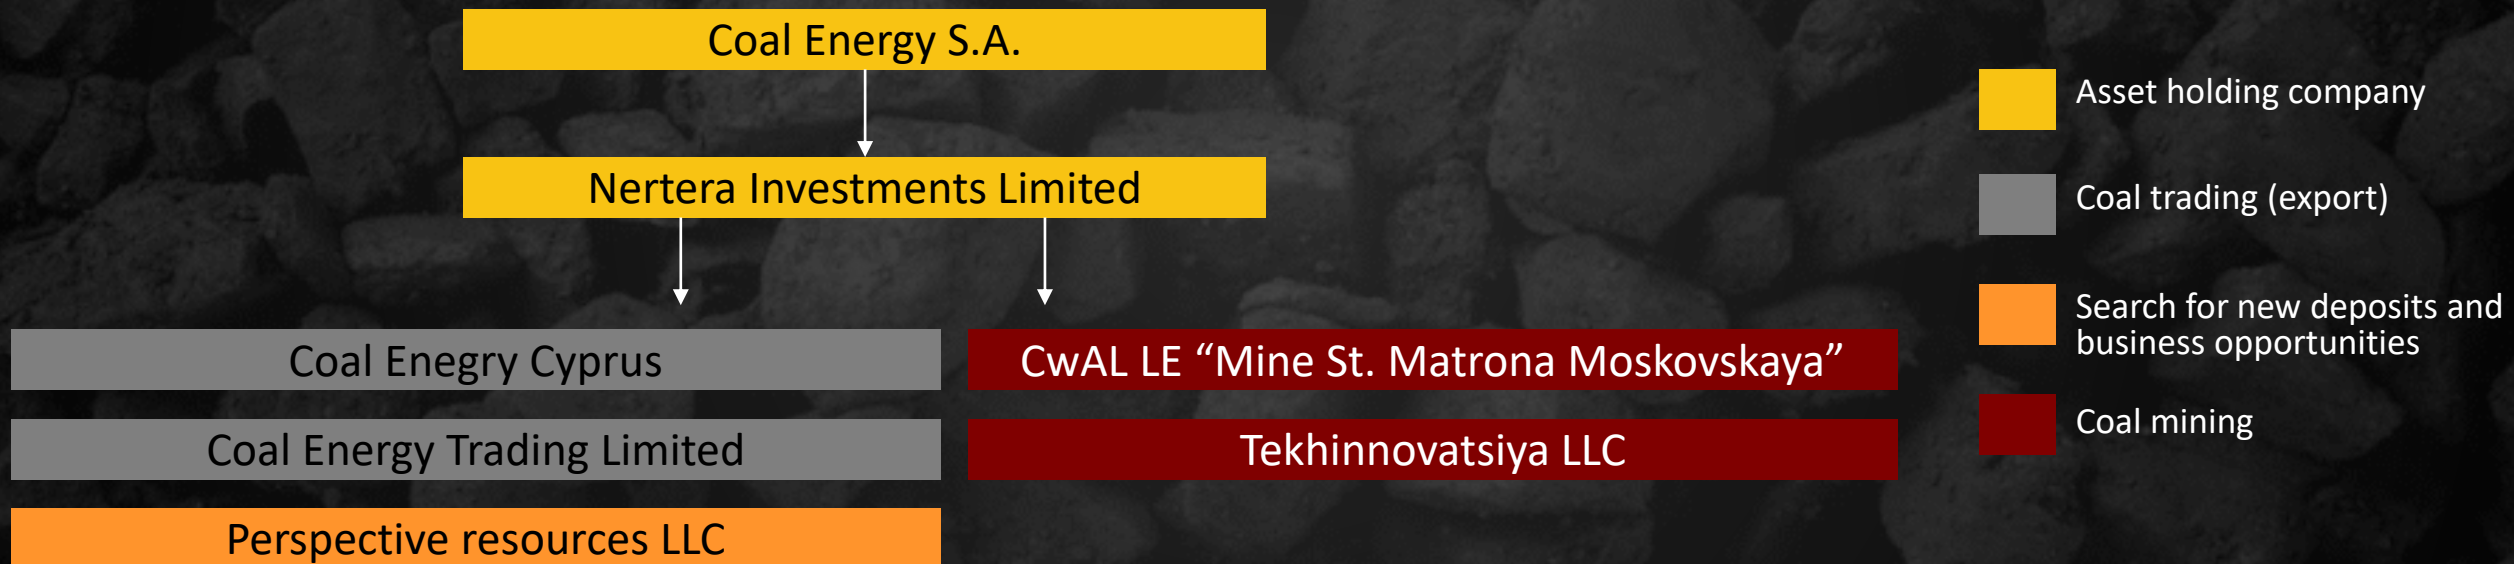 Coal Energy S.A.
Nertera Investments Limited
Coal Enegry Cyprus
CwAL LE “Mine St. Matrona Moskovskaya”
Coal Energy Trading Limited
Tekhinnovatsiya LLC
Perspective resources LLC
Asset holding company
Coal trading (export)
Search for new deposits and
business opportunities
Coal mining